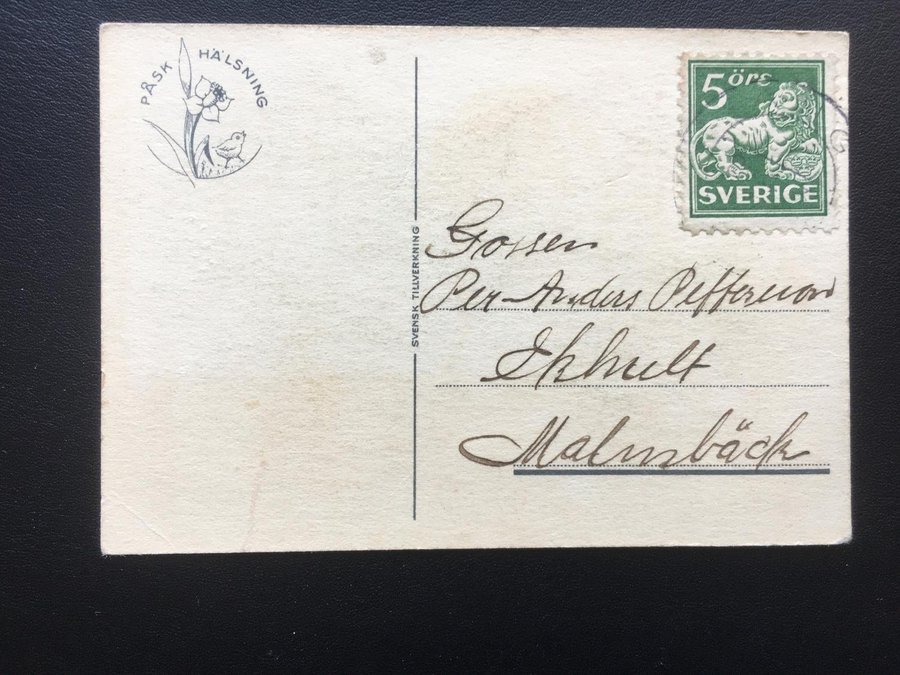 PÅSK HÄLSNING
5 öre
SVERIGE
SVENSK TILLVERKNING
Gossen
Per-Anders Pettersson
Ekhult
Malmbäck